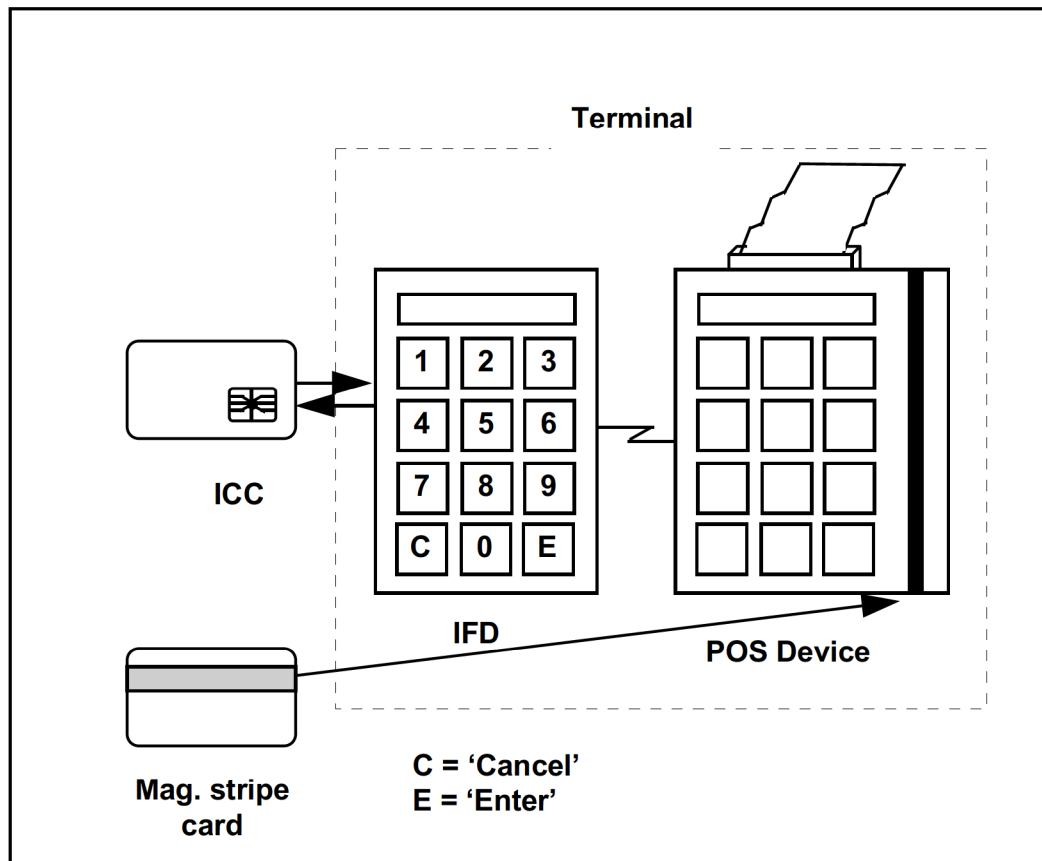 Terminal
1 2 3
4 5 6
7 8 9
C 0 E
ICC
IFD
POS Device
Mag. stripe
card
C = ‘Cancel’
E = ‘Enter’